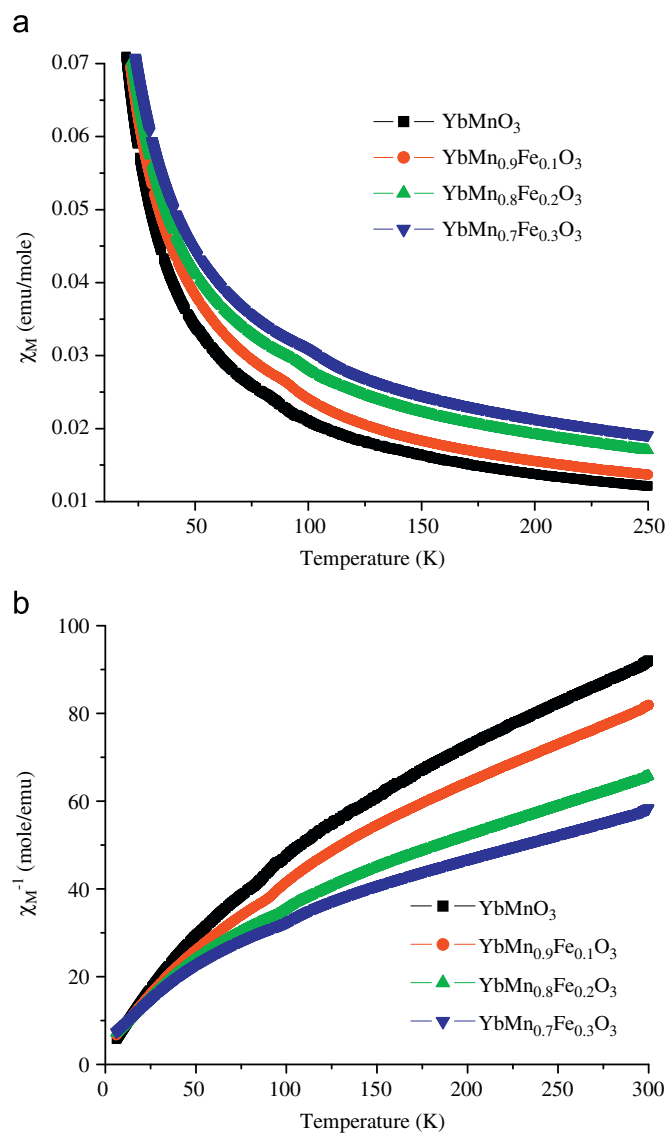 a
0.07
0.06
0.05
0.04
0.03
0.02
0.01
χM (emu/mole)
YbMnO3
YbMn0.9Fe0.1O3
YbMn0.8Fe0.2O3
YbMn0.7Fe0.3O3
50 100 150 200 250
Temperature (K)
b
100
80
60
40
20
0
χM-1 (mole/emu)
YbMnO3
YbMn0.9Fe0.1O3
YbMn0.8Fe0.2O3
YbMn0.7Fe0.3O3
0 50 100 150 200 250 300
Temperature (K)